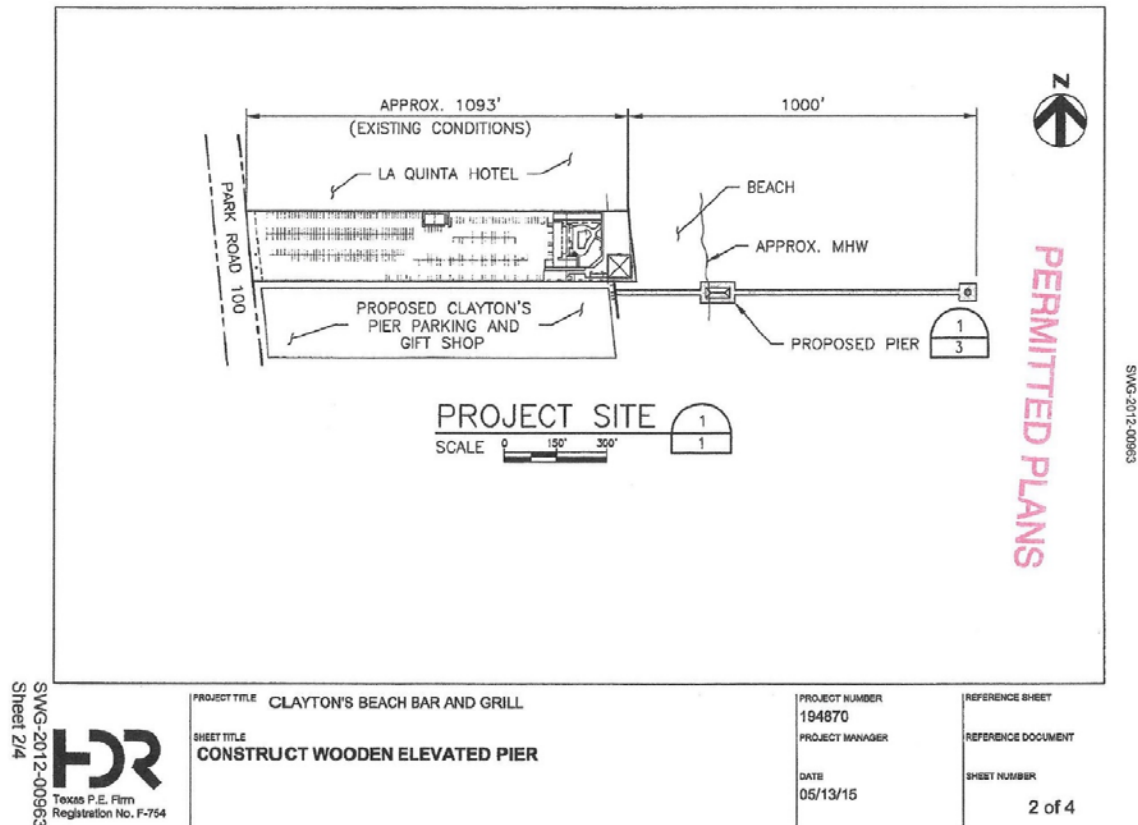 APPROX. 1093'
(EXISTING CONDITIONS)
1000'
N
LA QUINTA HOTEL
BEACH
APPROX. MHW
PARK ROAD 100
PROPOSED CLAYTON'S
PIER PARKING AND
GIFT SHOP
PROPOSED PIER
1
3
PROJECT SITE
1
1
SCALE 0 150' 300'
PERMITTED PLANS
SWG-2012-00963
SWG-2012-00963
Sheet 2/4
HDR
Texas P.E. Firm
Registration No. F-754
PROJECT TITLE CLAYTON'S BEACH BAR AND GRILL
SHEET TITLE
CONSTRUCT WOODEN ELEVATED PIER
PROJECT NUMBER
194870
PROJECT MANAGER
DATE
05/13/15
REFERENCE SHEET
REFERENCE DOCUMENT
SHEET NUMBER
2 of 4